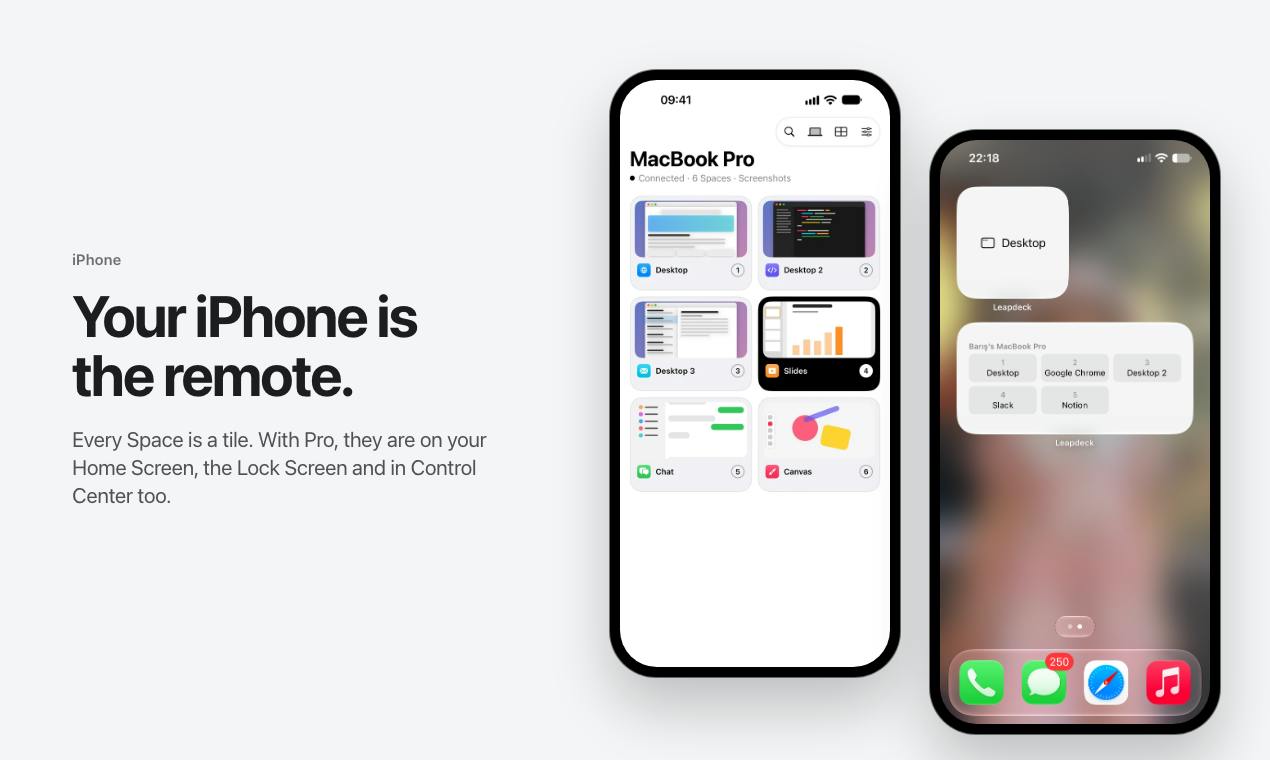 iPhone
Your iPhone is
the remote.
Every Space is a tile. With Pro, they are on your
Home Screen, the Lock Screen and in Control
Center too.
09:41
MacBook Pro
Connected · 6 Spaces · Screenshots
Desktop 1
Desktop 2 2
Desktop 3 3
Slides 4
Chat 5
Canvas 6
22:18
Desktop
Leapdeck
Barış's MacBook Pro
1 2 3
Desktop Google Chrome Desktop 2
4 5
Slack Notion
Leapdeck
250